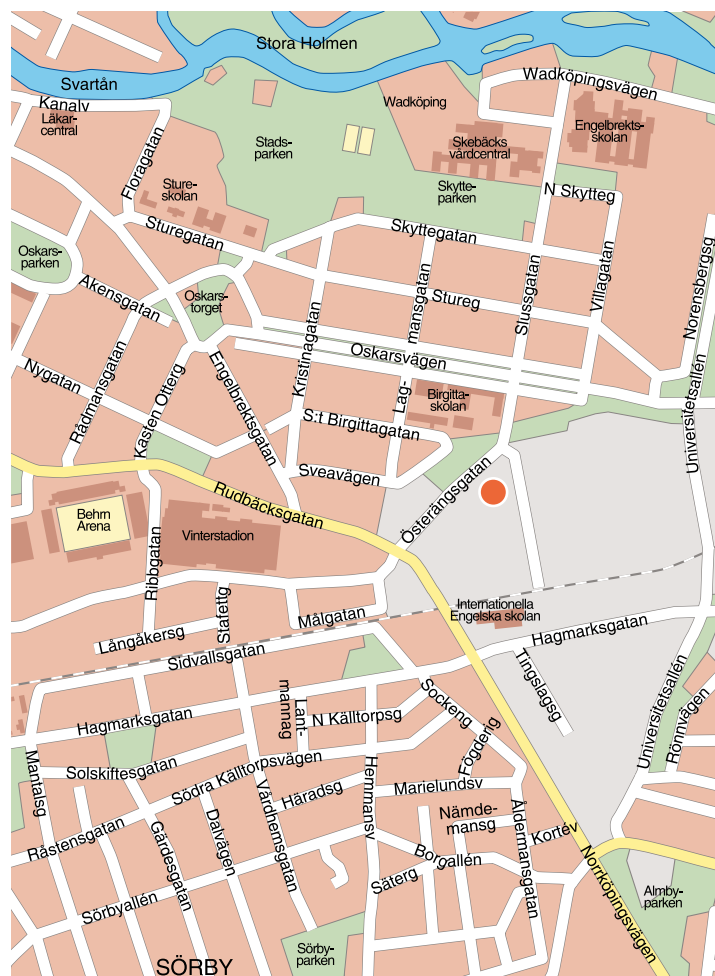 Stora Holmen
Svartån
Wadköpingsvägen
Kanalv
Läkar-
central
Wadköping
Engelbrekts-
skolan
Stads-
parken
Skebäcks
vårdcentral
Floragatan
Sture-
skolan
Skytte-
parken
N Skytteg
Sturegatan
Skyttegatan
Oskars-
parken
Akensgatan
Oskars-
torget
Stureg
Slussgatan
Villagatan
Norensbergsg
Kristinagatan
Lag-
mansgatan
Oskarsvägen
Nygatan
Rådmansgatan
Kasten Otterg
Engelbrektsgatan
Birgitta-
skolan
S:t Birgittagatan
Sveavägen
Universitetsallén
Österängsgatan
Rudbäcksgatan
Behrn
Arena
Vinterstadion
Ribbgatan
Stafettg
Målgatan
Internationella
Engelska skolan
Långåkersg
Sidvallsgatan
Hagmarksgatan
Tingslagsg
Universitetsallén
Rönnvägen
Hagmarksgatan
Lant-
mannag
N Källtorpsg
Sockeng
Fögderig
Mantalsg
Solskiftesgatan
Södra Källtorpsvägen
Häradsg
Hemmansv
Marielundsv
Vårdhemsgatan
Nämde-
mansg
Åldermansgatan
Kortev
Råstensgatan
Gärdesgatan
Dalvägen
Borgallén
Säterg
Norrköpingsvägen
Almby-
parken
Sörbyallén
Sörby-
parken
SÖRBY